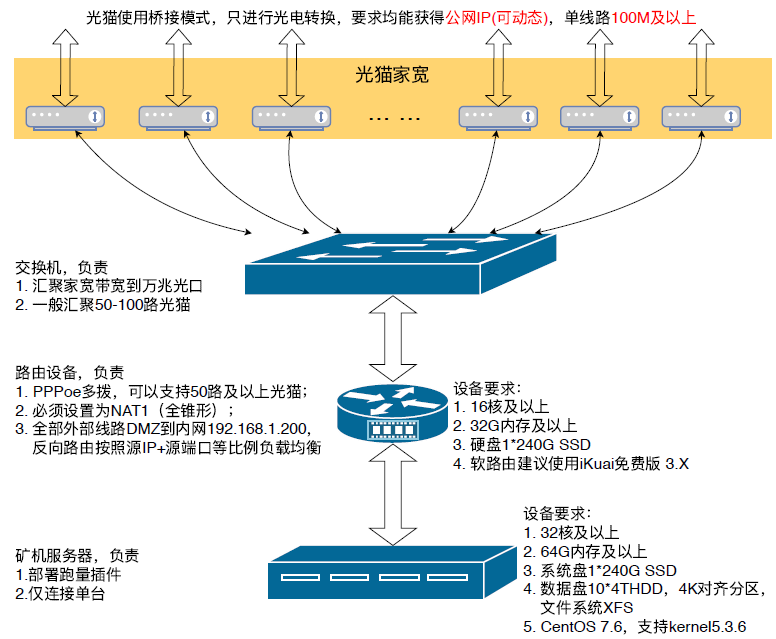 光猫使用桥接模式，只进行光电转换，要求均能获得公网IP(可动态)，单线路100M及以上
光猫家宽
... ...
交换机，负责
1. 汇聚家宽带宽到万兆光口
2. 一般汇聚50-100路光猫
路由设备，负责
1. PPPoe多拨，可以支持50路及以上光猫；
2. 必须设置为NAT1（全锥形）；
3. 全部外部线路DMZ到内网192.168.1.200，
反向路由按照源IP+源端口等比例负载均衡
设备要求：
1. 16核及以上
2. 32G内存及以上
3. 硬盘1*240G SSD
4. 软路由建议使用iKuai免费版 3.X
矿机服务器，负责
1.部署跑量插件
2.仅连接单台
设备要求：
1. 32核及以上
2. 64G内存及以上
3. 系统盘1*240G SSD
4. 数据盘10*4THDD，4K对齐分区，
文件系统XFS
5. CentOS 7.6，支持kernel5.3.6